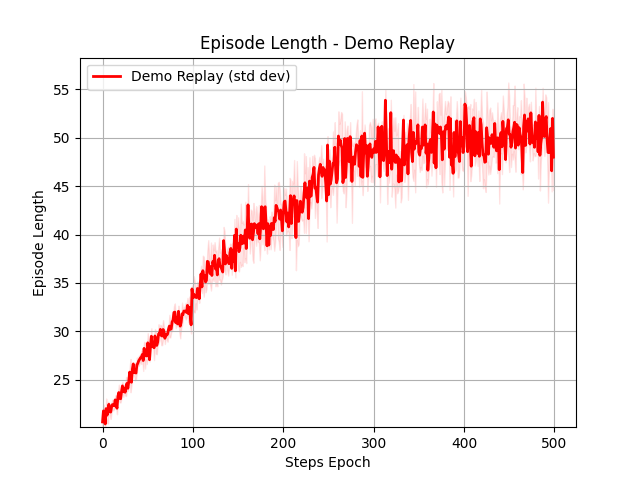 Episode Length - Demo Replay
Demo Replay (std dev)
55
50
45
40
35
30
25
Episode Length
0 100 200 300 400 500
Steps Epoch